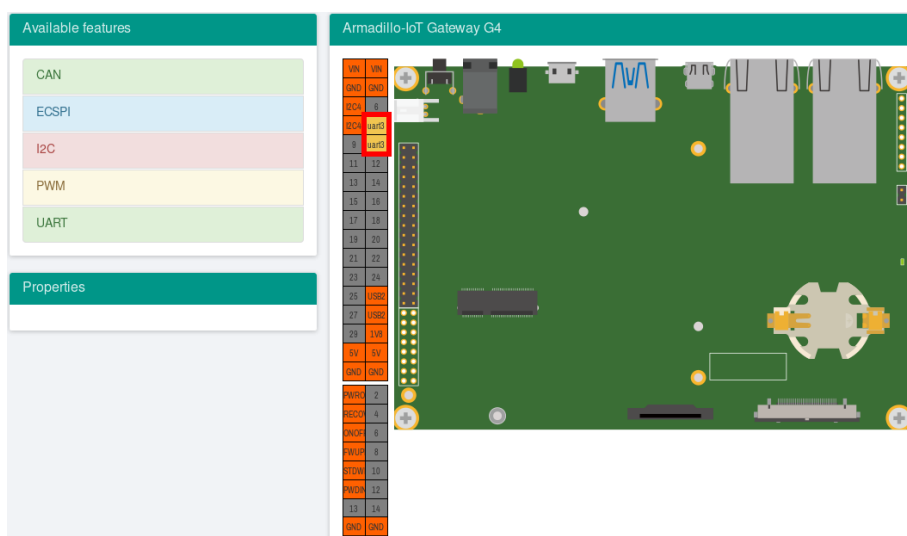 Available features
CAN
ECSPI
I2C
PWM
UART
Properties
Armadillo-IoT Gateway G4
VIN VIN
GND GND
I2C4 6
I2C4 uart3
9 uart3
11 12
13 14
15 16
17 18
19 20
21 22
23 24
25 USB2
27 USB2
29 1V8
5V 5V
GND GND
PWRO 2
RECOV 4
ONOFF 6
FWUP 8
STDWN 10
PWDIN 12
13 14
GND GND